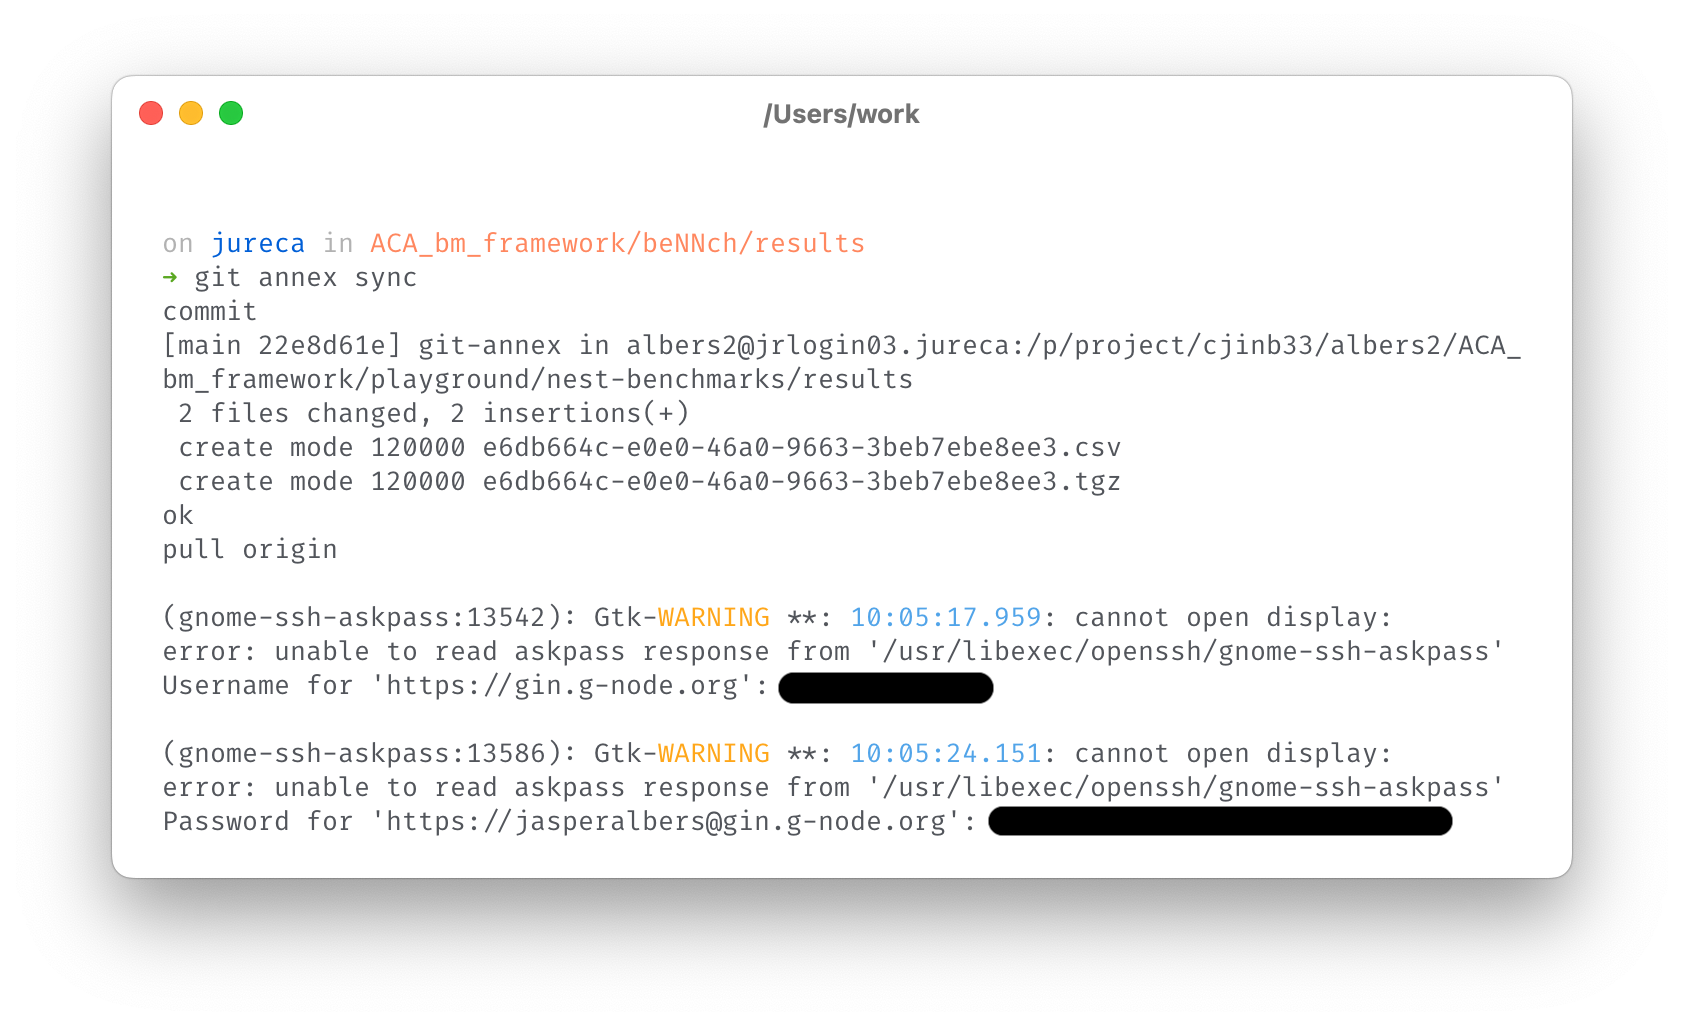 /Users/work
on jureca in ACA_bm_framework/beNNch/results
→ git annex sync
commit
[main 22e8d61e] git-annex in albers2@jrlogin03.jureca:/p/project/cjinb33/albers2/ACA_
bm_framework/playground/nest-benchmarks/results
 2 files changed, 2 insertions(+)
 create mode 120000 e6db664c-e0e0-46a0-9663-3beb7ebe8ee3.csv
 create mode 120000 e6db664c-e0e0-46a0-9663-3beb7ebe8ee3.tgz
ok
pull origin
(gnome-ssh-askpass:13542): Gtk-WARNING **: 10:05:17.959: cannot open display:
error: unable to read askpass response from '/usr/libexec/openssh/gnome-ssh-askpass'
Username for 'https://gin.g-node.org':
(gnome-ssh-askpass:13586): Gtk-WARNING **: 10:05:24.151: cannot open display:
error: unable to read askpass response from '/usr/libexec/openssh/gnome-ssh-askpass'
Password for 'https://jasperalbers@gin.g-node.org':